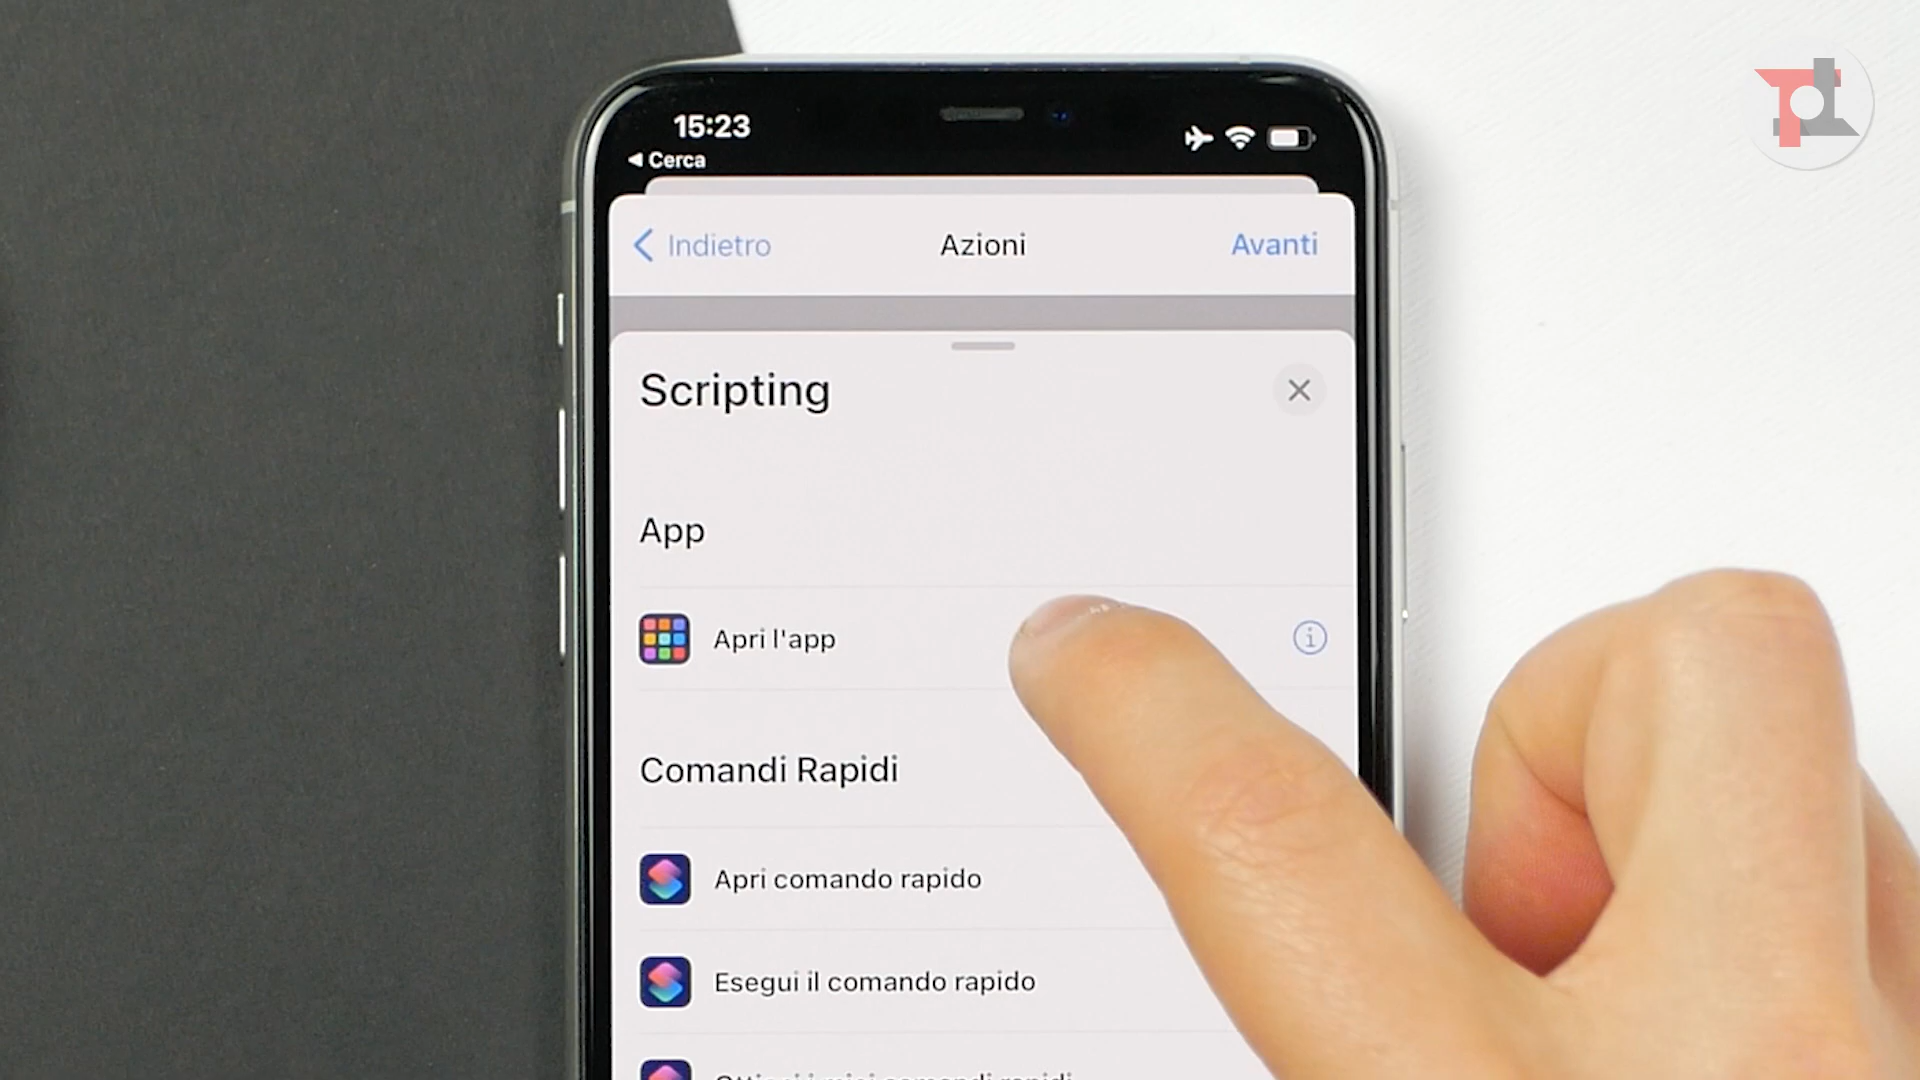 15:23
◀ Cerca
Indietro
Azioni
Avanti
Scripting
App
Apri l'app
Comandi Rapidi
Apri comando rapido
Esegui il comando rapido